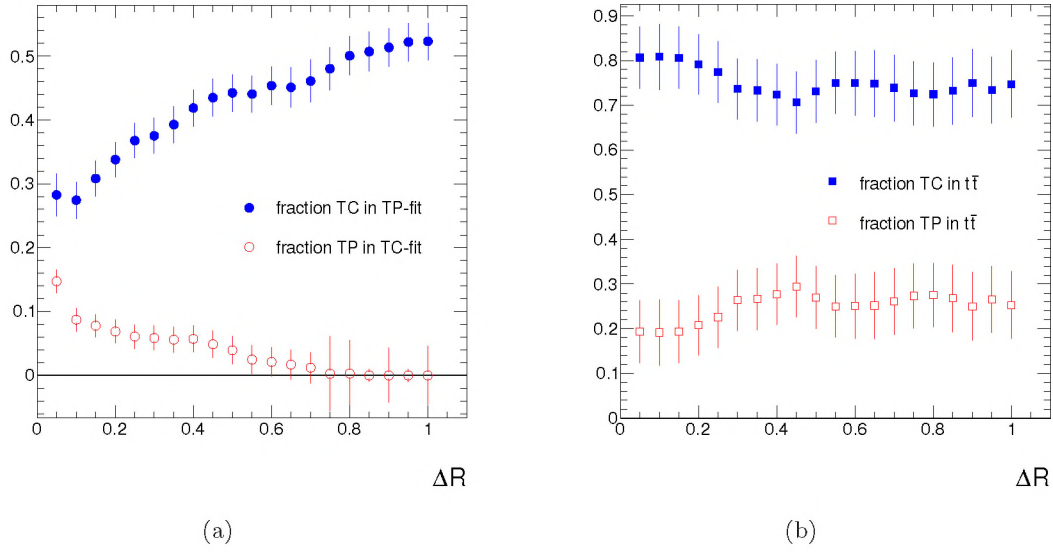 0.5
0.4
0.3
0.2
0.1
0
0 0.2 0.4 0.6 0.8 1
fraction TC in TP-fit
fraction TP in TC-fit
ΔR
(a)
0.9
0.8
0.7
0.6
0.5
0.4
0.3
0.2
0.1
0
0 0.2 0.4 0.6 0.8 1
fraction TC in tt̄
fraction TP in tt̄
ΔR
(b)